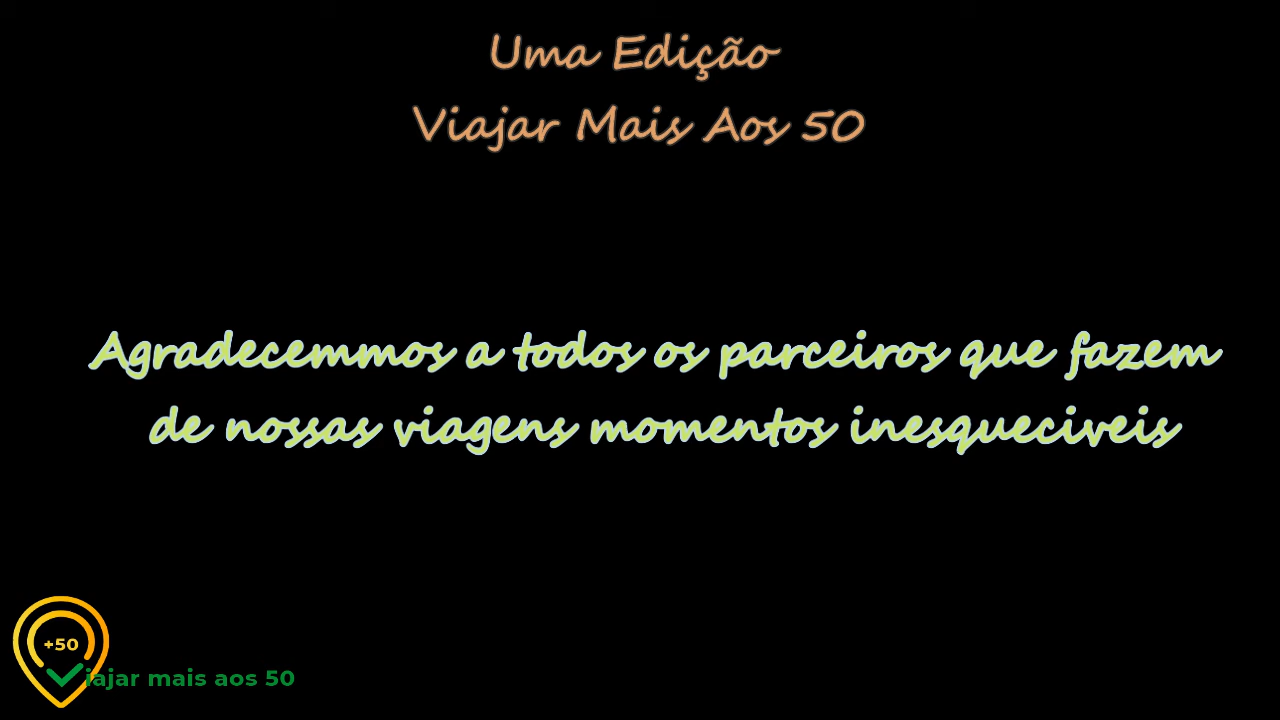 Uma Edição
Viajar Mais Aos 50
Agradecemmos a todos os parceiros que fazem
de nossas viagens momentos inesqueciveis
+50
iajar mais aos 50